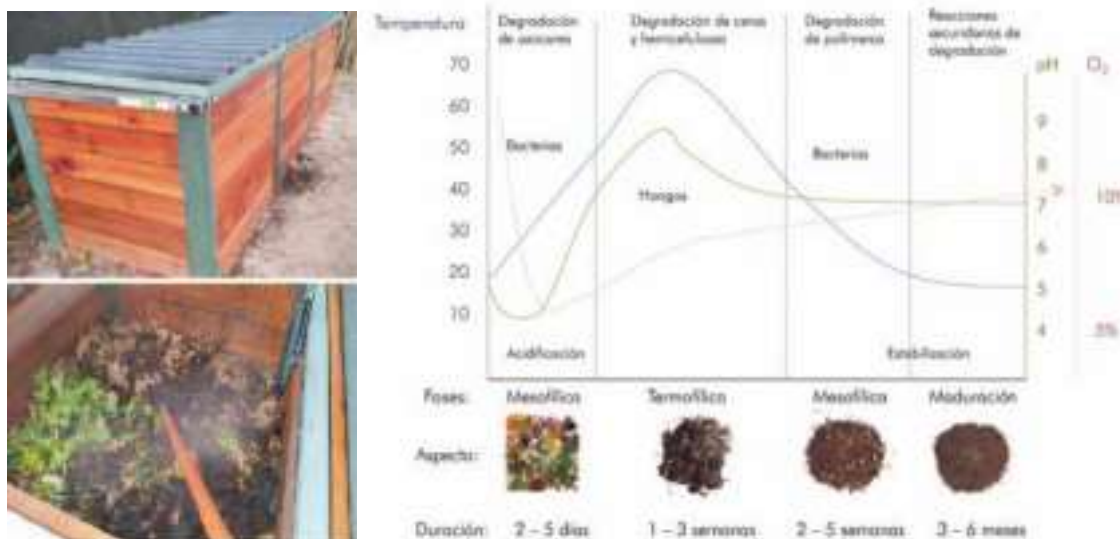 Temperatura
Degradación
de azúcares
Degradación de ceras
y hemicelulosas
Degradación
de polímeros
Reacciones
secundarias de
degradación
pH
O₂
70
60
50
40
30
20
10
9
8
7
6
5
4
5%
Bacterias
Hongos
Bacterias
Acidificación
Estabilización
Fases: Mesofílica Termofílica Mesofílica Maduración
Aspecto:
Duración: 2 – 5 días 1 – 3 semanas 2 – 5 semanas 3 – 6 meses